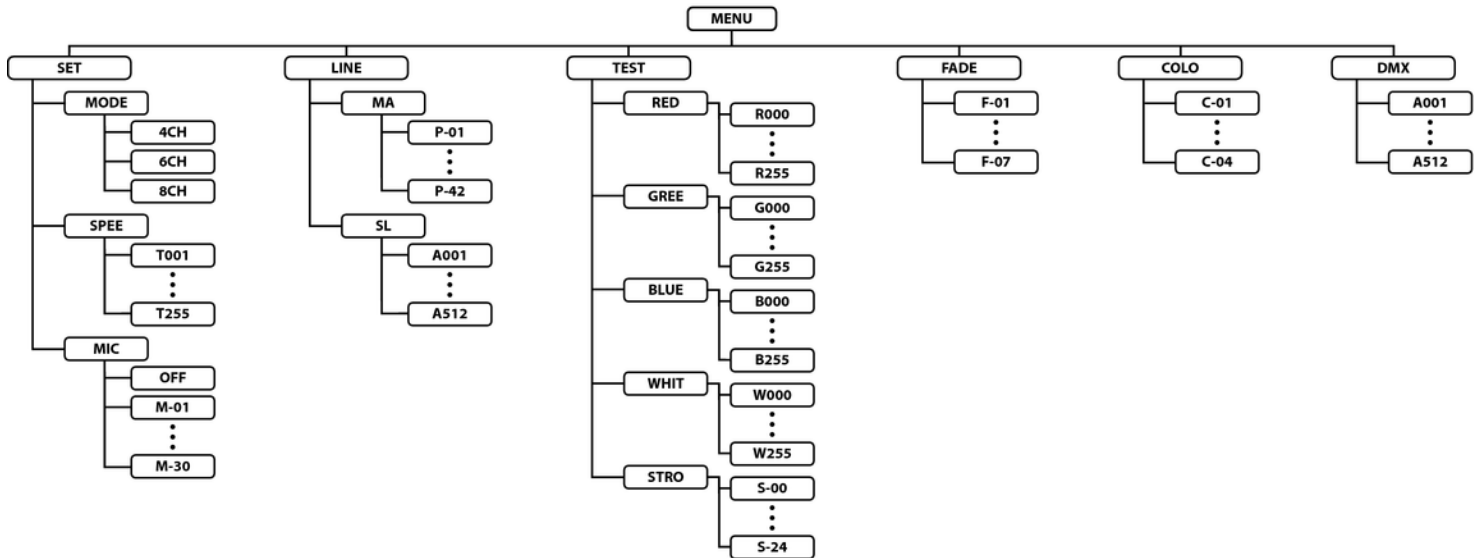 MENU
SET
MODE
4CH
6CH
8CH
SPEE
T001
T255
MIC
OFF
M-01
M-30
LINE
MA
P-01
P-42
SL
A001
A512
TEST
RED
R000
R255
GREE
G000
G255
BLUE
B000
B255
WHIT
W000
W255
STRO
S-00
S-24
FADE
F-01
F-07
COLO
C-01
C-04
DMX
A001
A512